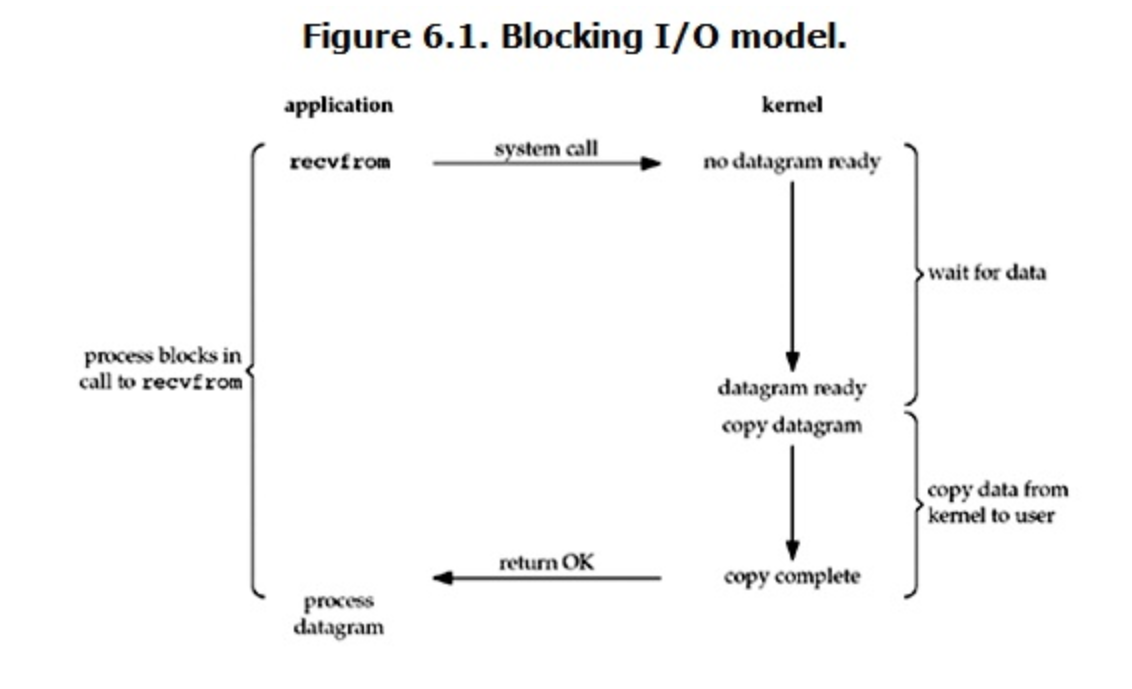 Figure 6.1. Blocking I/O model.
application
kernel
recvfrom
system call
no datagram ready
wait for data
process blocks in
call to recvfrom
datagram ready
copy datagram
copy data from
kernel to user
return OK
copy complete
process
datagram